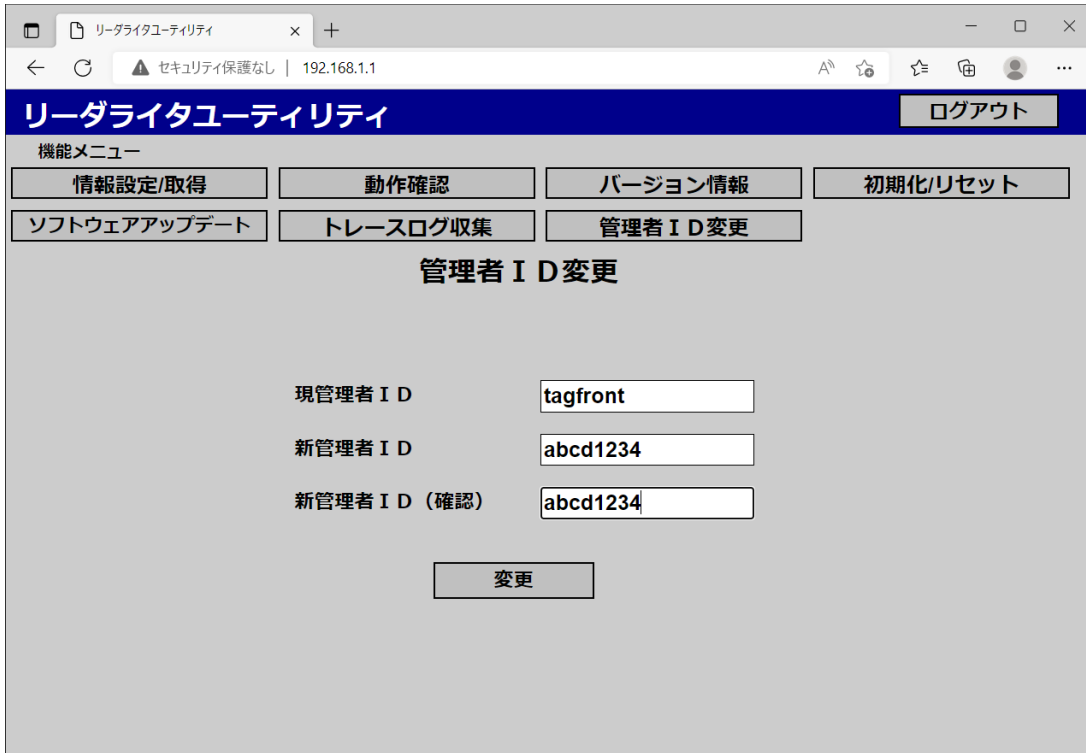 リーダライタユーティリティ
セキュリティ保護なし | 192.168.1.1
リーダライタユーティリティ ログアウト
機能メニュー
情報設定/取得 動作確認 バージョン情報 初期化/リセット
ソフトウェアアップデート トレースログ収集 管理者ＩＤ変更
管理者ＩＤ変更
現管理者ＩＤ tagfront
新管理者ＩＤ abcd1234
新管理者ＩＤ（確認） abcd1234
変更